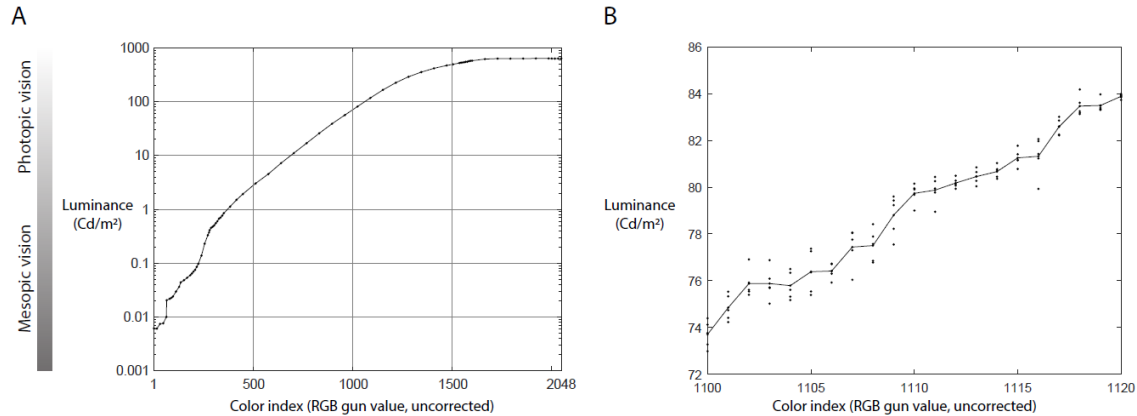 A
Photopic vision
Mesopic vision
Luminance
(Cd/m²)
1000
100
10
1
0.1
0.01
0.001
1
500
1000
1500
2048
Color index (RGB gun value, uncorrected)
B
Luminance
(Cd/m²)
86
84
82
80
78
76
74
72
1100
1105
1110
1115
1120
Color index (RGB gun value, uncorrected)